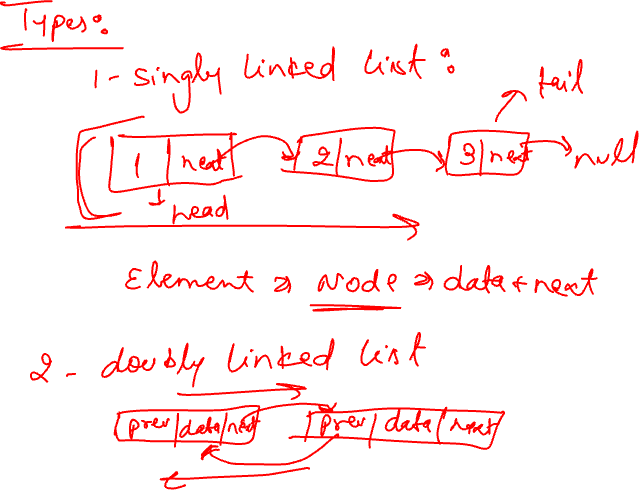 Types:
1- singly linked list:
tail
1 | next 2 | next 3 | next null
head
Element => Node => data + next
2 - doubly linked list
prev | data | next prev | data | next